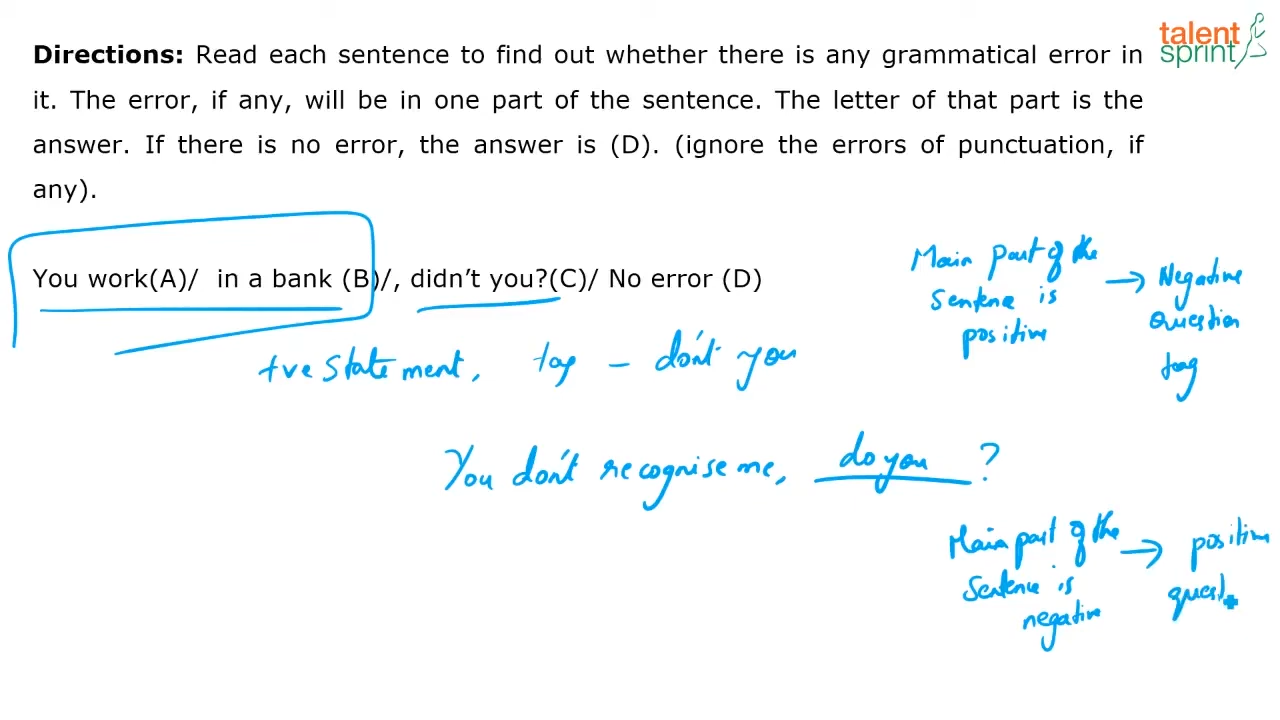 talent
sprint
Directions: Read each sentence to find out whether there is any grammatical error in
it. The error, if any, will be in one part of the sentence. The letter of that part is the
answer. If there is no error, the answer is (D). (ignore the errors of punctuation, if
any).
You work(A)/ in a bank (B)/, didn't you?(C)/ No error (D)
Main part of the
sentence is
positive
→ Negative
Question
tag
+ve statement, tag – don't you
You don't recognise me, do you ?
Main part of the
sentence is
negative
→ positive
quest